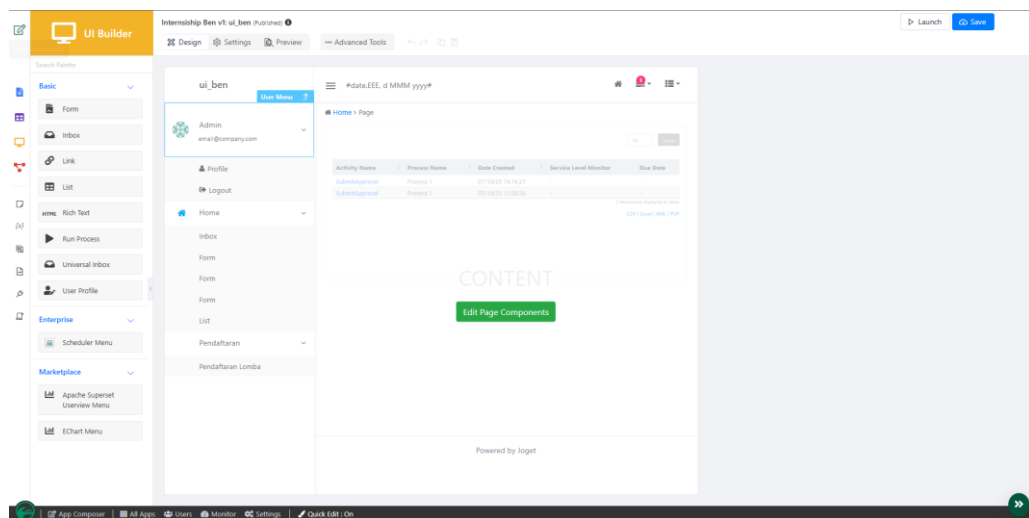 Internsiship Ben v1: ui_ben (Published)
Launch
Save
UI Builder
Design
Settings
Preview
Advanced Tools
Search Palette
Basic
Form
Inbox
Link
List
HTML Rich Text
Run Process
Universal Inbox
User Profile
Enterprise
Scheduler Menu
Marketplace
Apache Superset
Userview Menu
EChart Menu
ui_ben
User Menu
Admin
email@company.com
Profile
Logout
Home
Inbox
Form
Form
Form
List
Pendaftaran
Pendaftaran Lomba
#date.EEE, d MMM yyyy#
Home > Page
Activity Name Process Name Date Created Service Level Monitor Due Date
Process 1
Process 1
CSV | Excel | XML | PDF
CONTENT
Edit Page Components
Powered by Joget
App Composer | All Apps Users Monitor Settings | Quick Edit : On